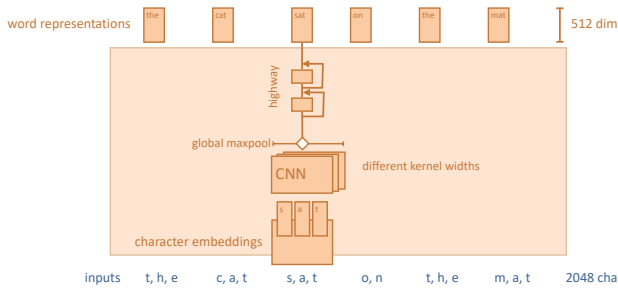 the cat sat on the mat
word representations 512 dim
highway
global maxpool
CNN different kernel widths
s a t
character embeddings
inputs t, h, e c, a, t s, a, t o, n t, h, e m, a, t 2048 cha